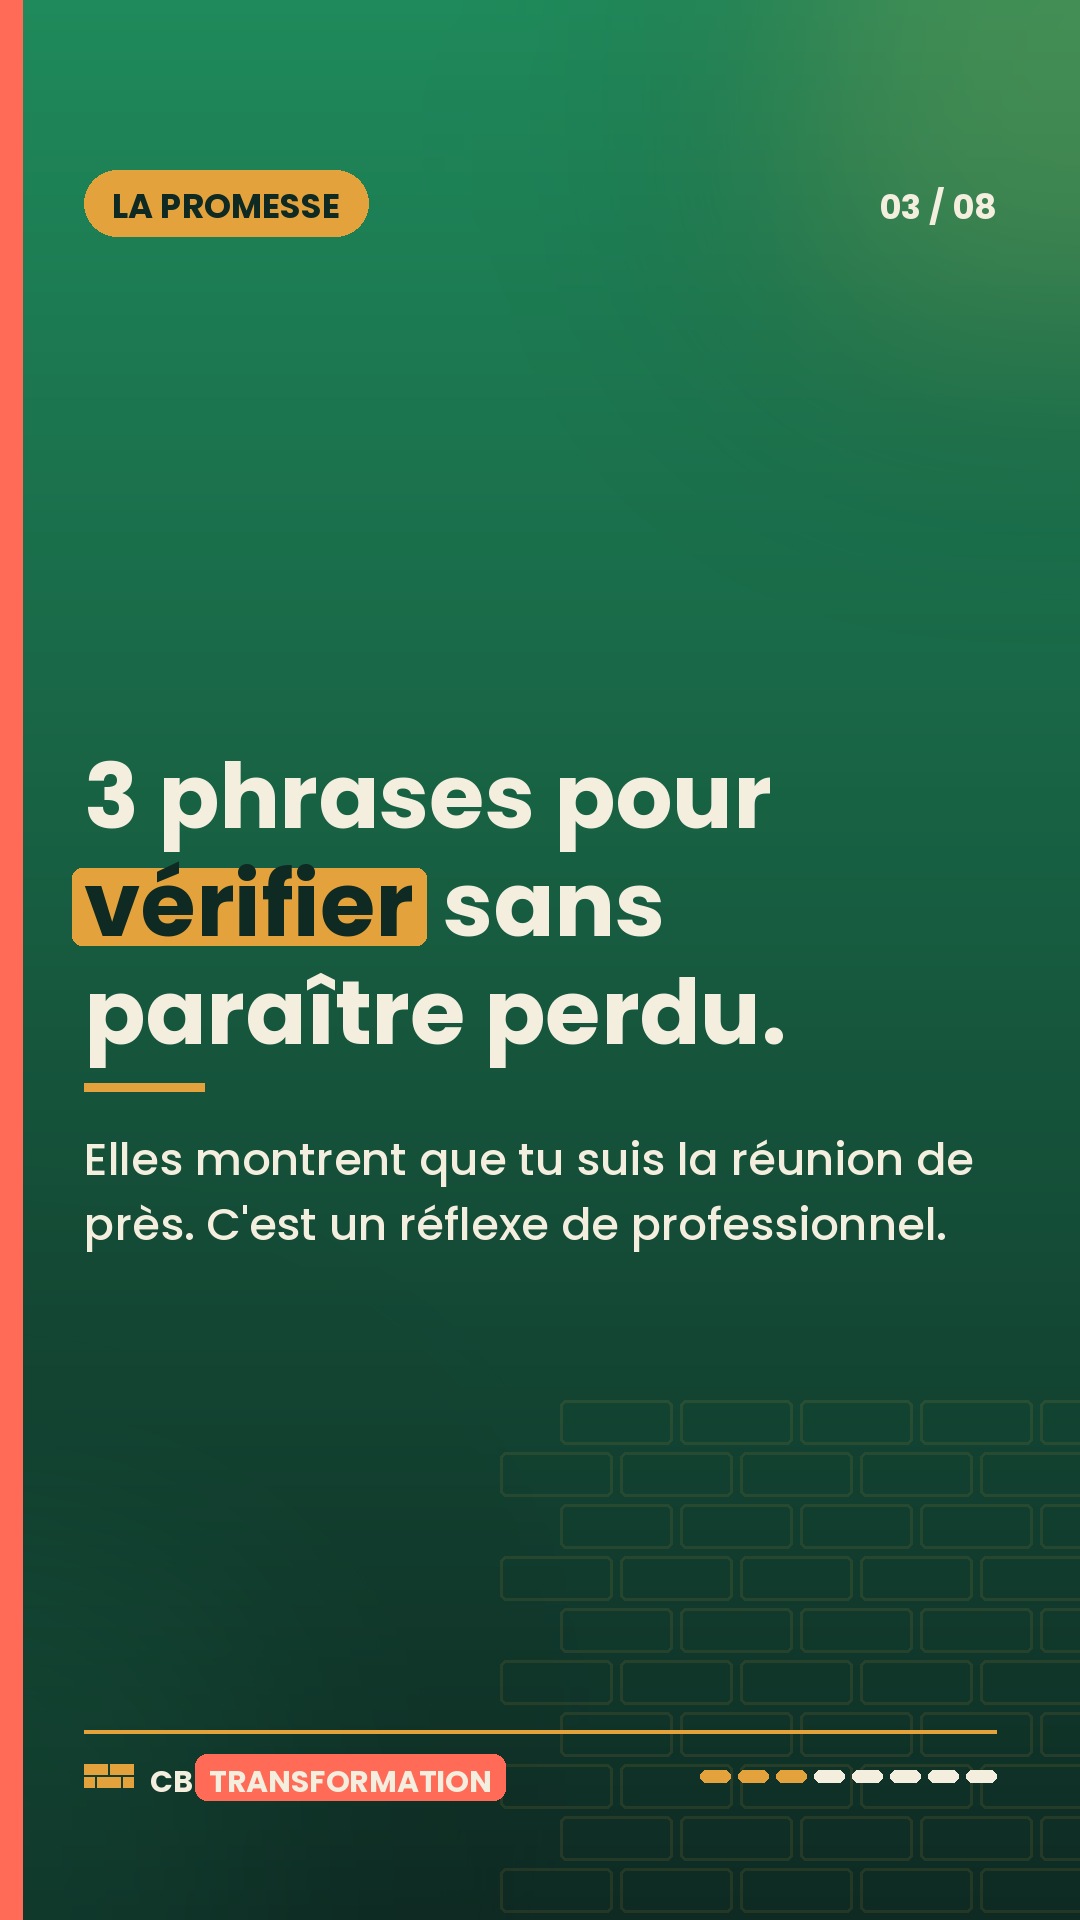 LA PROMESSE
03 / 08
3 phrases pour
vérifier sans
paraître perdu.
Elles montrent que tu suis la réunion de
près. C'est un réflexe de professionnel.
CB TRANSFORMATION